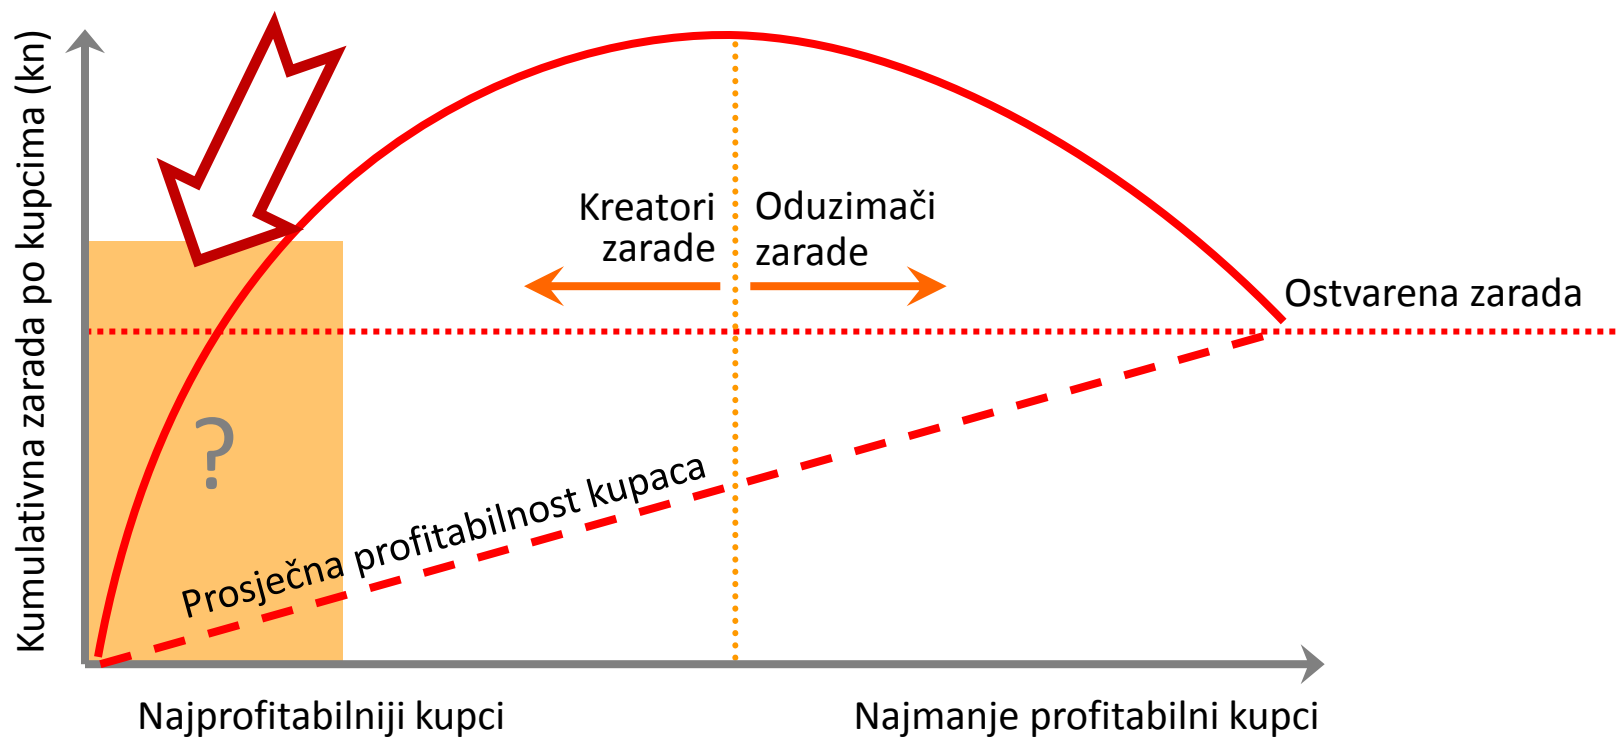 Kumulativna zarada po kupcima (kn)
Kreatori
zarade
Oduzimači
zarade
Ostvarena zarada
?
Prosječna profitabilnost kupaca
Najprofitabilniji kupci
Najmanje profitabilni kupci